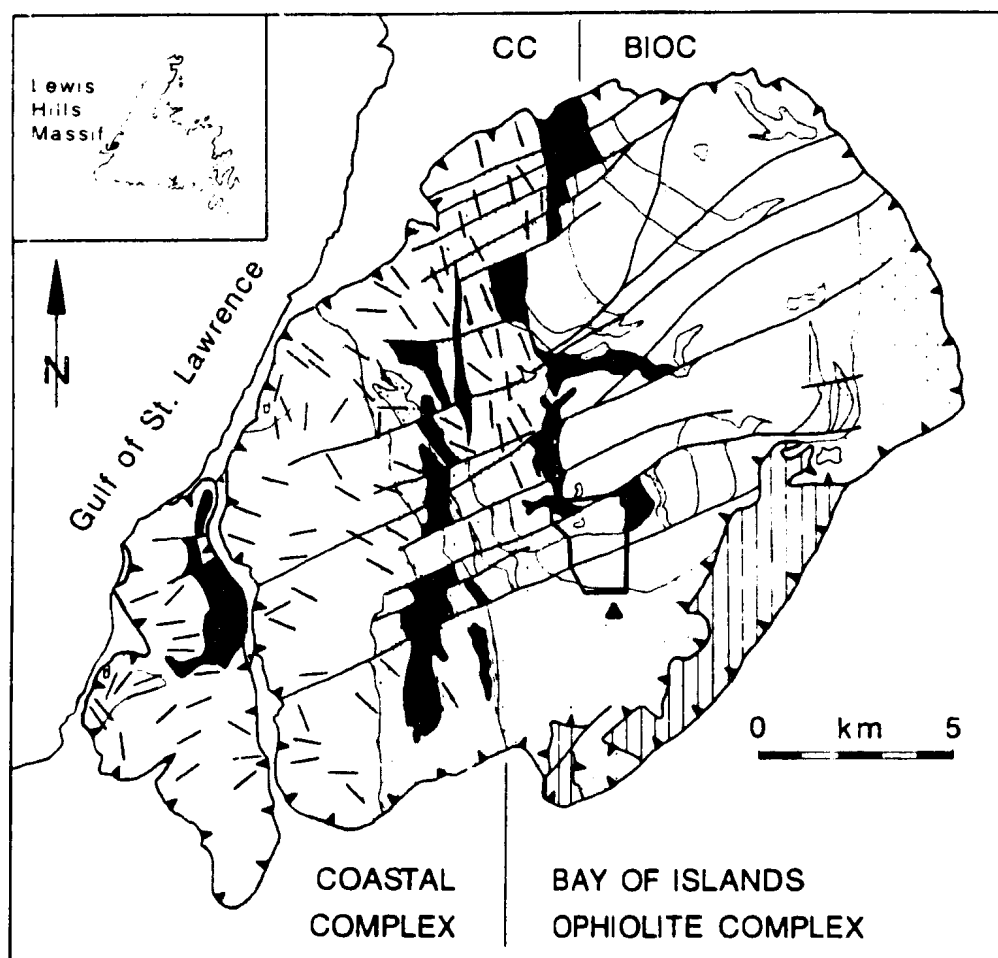 CC BIOC
Lewis
Hills
Massif
N
Gulf of St. Lawrence
0 km 5
COASTAL
COMPLEX
BAY OF ISLANDS
OPHIOLITE COMPLEX